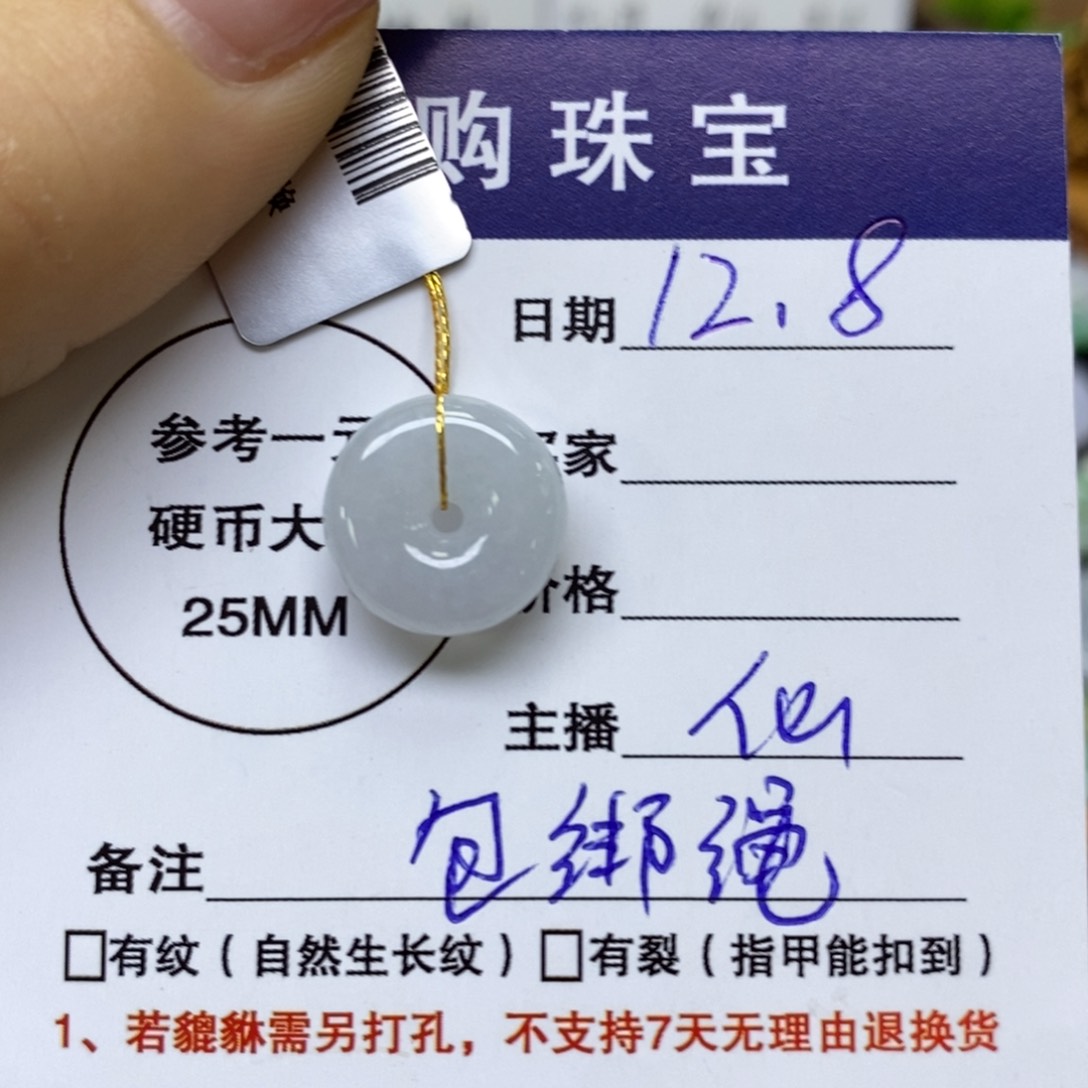 购珠宝
日期 12.8
参考一元
家
硬币大
价格
25MM
主播 仙
备注 包绑绳
□有纹（自然生长纹）□有裂（指甲能扣到）
1、若貔貅需另打孔，不支持7天无理由退换货